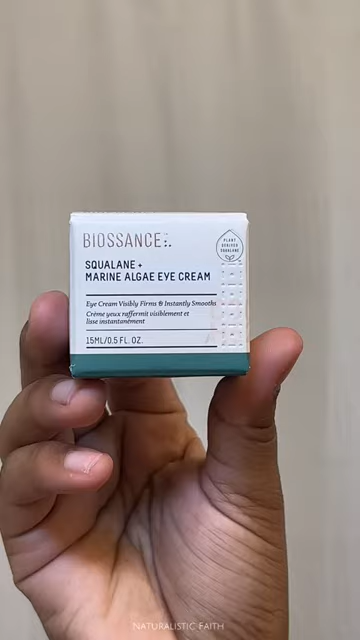 BIOSSANCE
PLANT
DERIVED
SQUALANE
SQUALANE +
MARINE ALGAE EYE CREAM
Eye Cream Visibly Firms & Instantly Smooths
Crème yeux raffermit visiblement et
lisse instantanément
15ML/0.5 FL. OZ.
NATURALISTIC FAITH